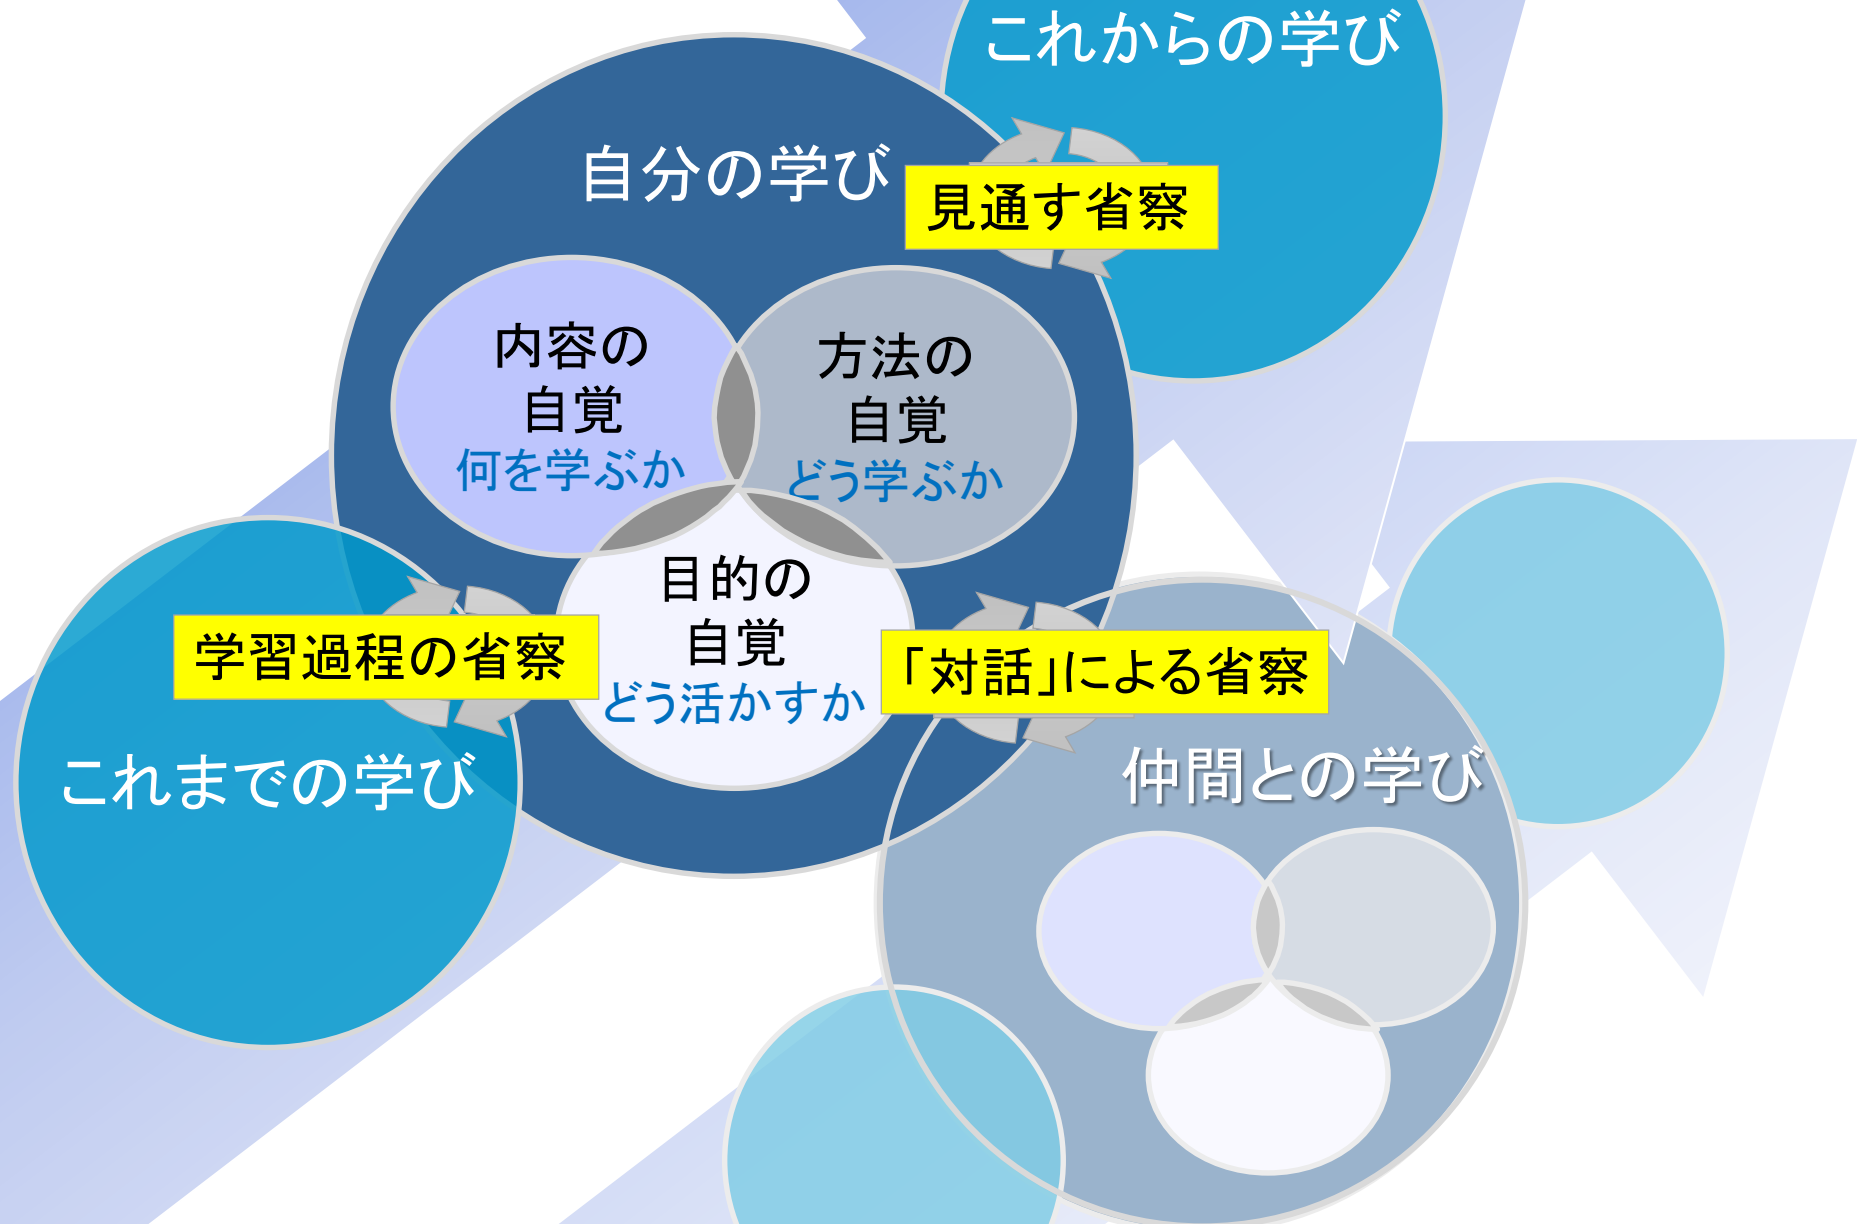 これからの学び
自分の学び
見通す省察
内容の
自覚
何を学ぶか
方法の
自覚
どう学ぶか
目的の
自覚
どう活かすか
学習過程の省察
「対話」による省察
これまでの学び
仲間との学び